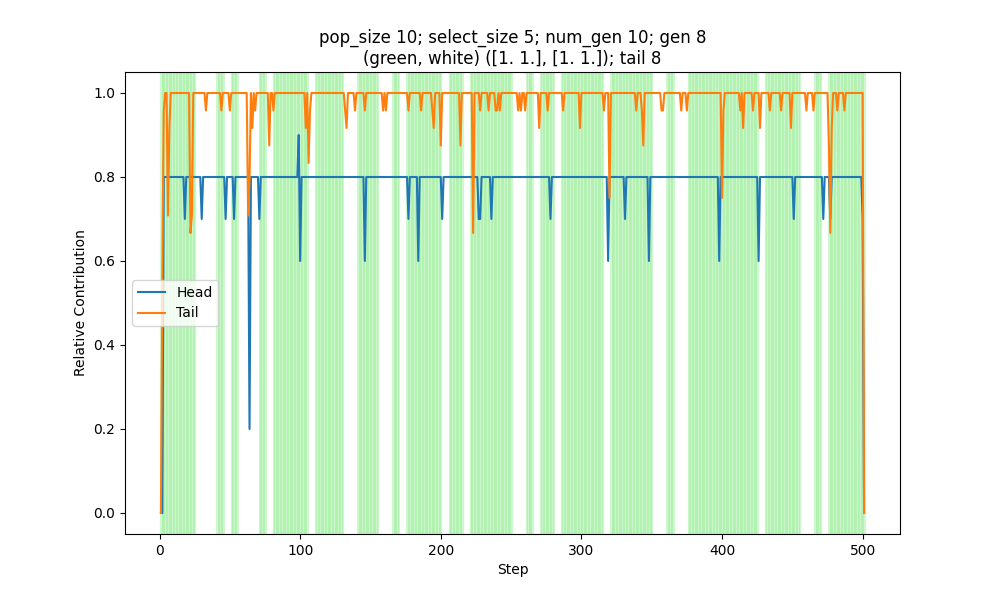 pop_size 10; select_size 5; num_gen 10; gen 8
(green, white) ([1. 1.], [1. 1.]); tail 8
1.0
0.8
0.6
0.4
0.2
0.0
Relative Contribution
Head
Tail
0
100
200
300
400
500
Step